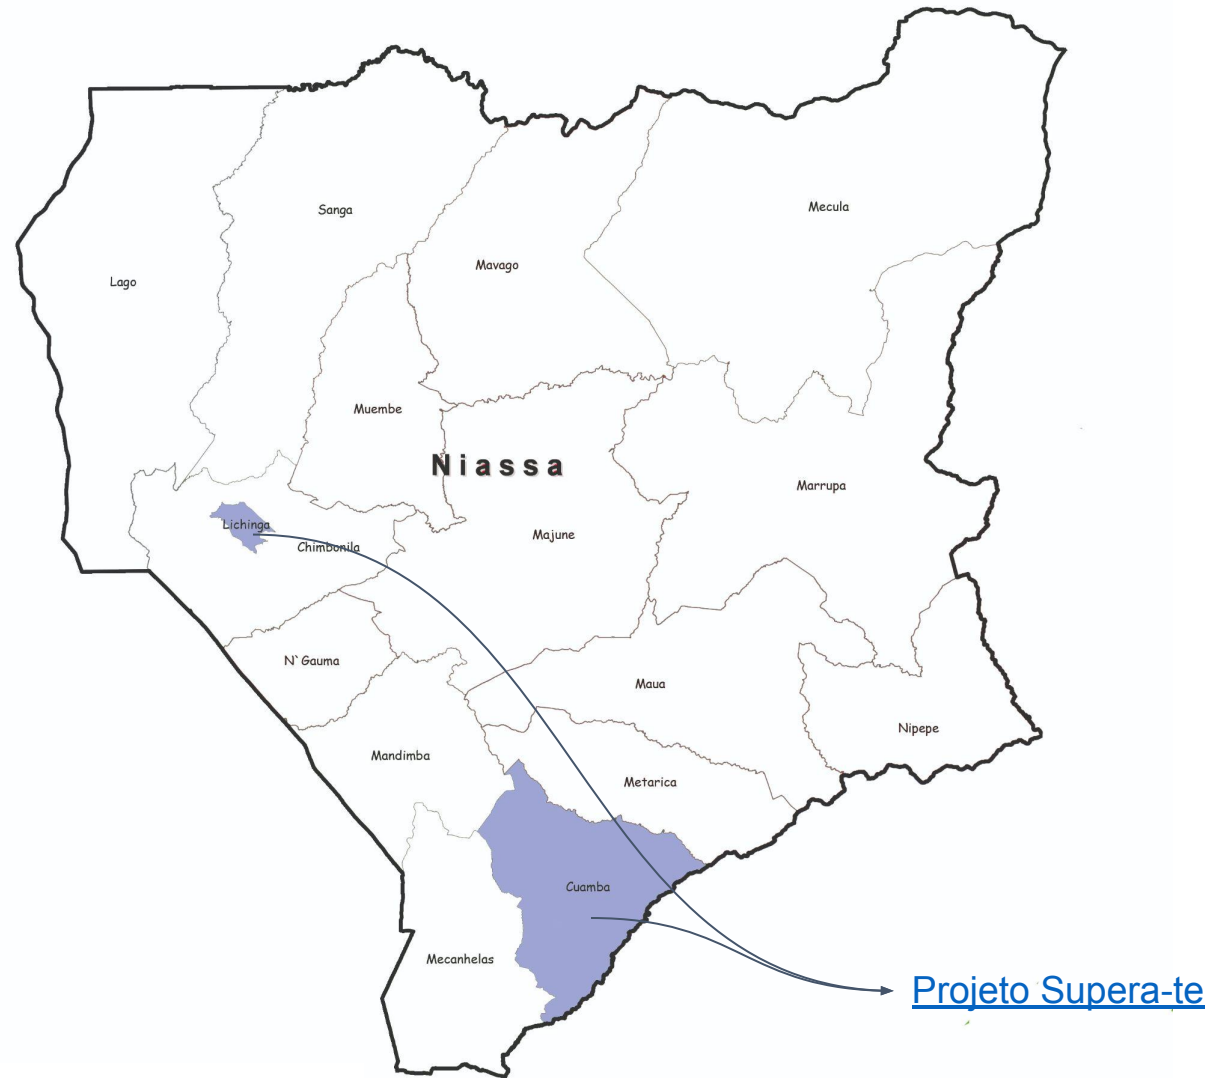 Mecula
Sanga
Mavago
Lago
Muembe
Niassa
Marrupa
Lichinga
Majune
Chimbonila
N`Gauma
Maua
Nipepe
Mandimba
Metarica
Cuamba
Mecanhelas
Projeto Supera-te